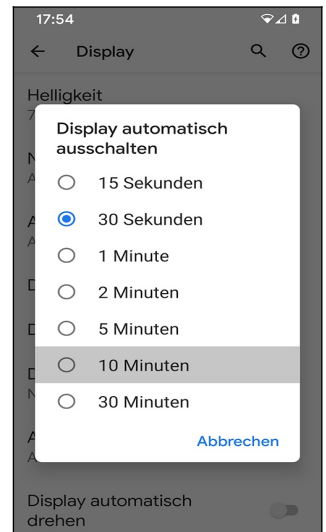 17:54
Display
Helligkeit
Display automatisch
ausschalten
15 Sekunden
30 Sekunden
1 Minute
2 Minuten
5 Minuten
10 Minuten
30 Minuten
Abbrechen
Display automatisch
drehen